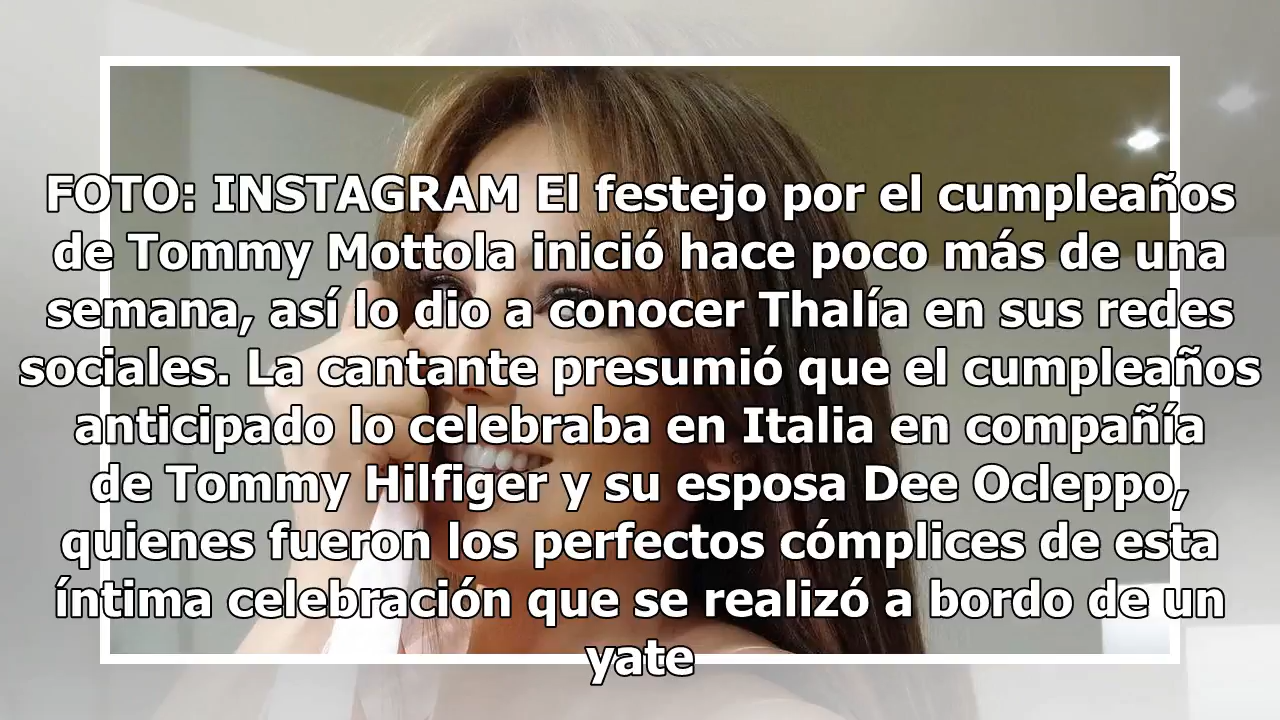 FOTO: INSTAGRAM El festejo por el cumpleaños
de Tommy Mottola inició hace poco más de una
semana, así lo dio a conocer Thalía en sus redes
sociales. La cantante presumió que el cumpleaños
anticipado lo celebraba en Italia en compañía
de Tommy Hilfiger y su esposa Dee Ocleppo,
quienes fueron los perfectos cómplices de esta
íntima celebración que se realizó a bordo de un
yate